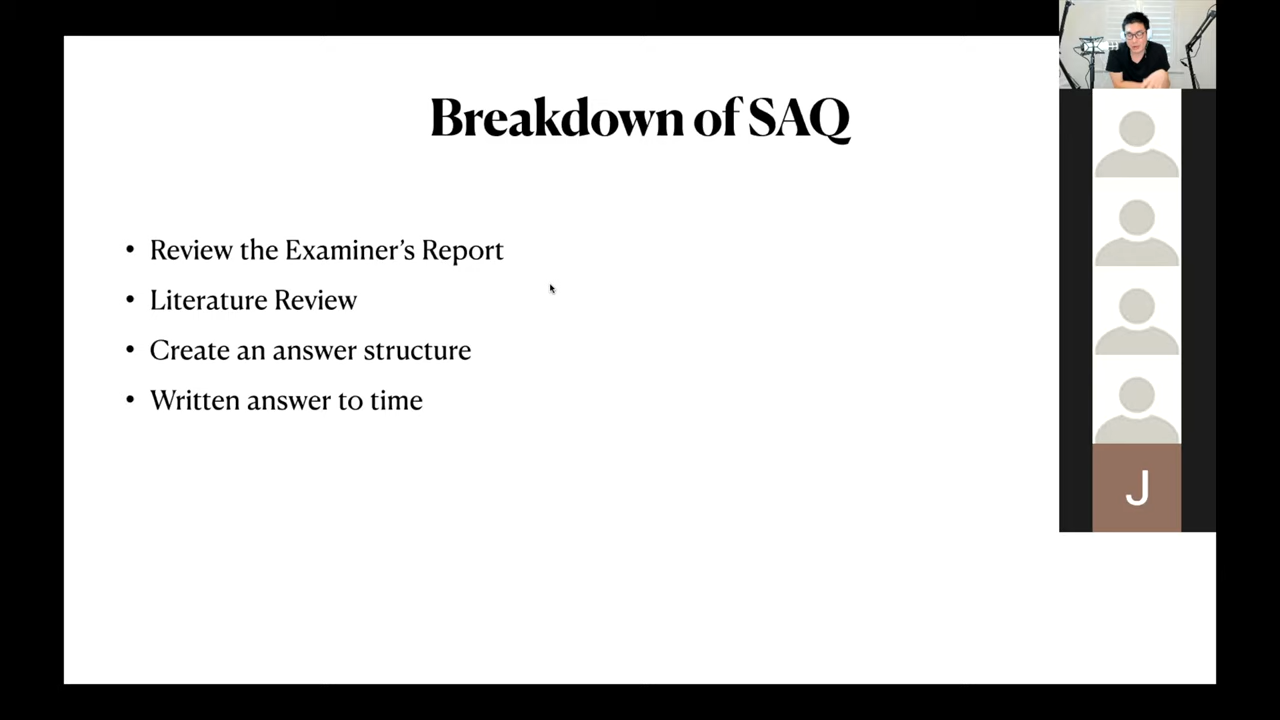 Breakdown of SAQ
• Review the Examiner’s Report
• Literature Review
• Create an answer structure
• Written answer to time
J